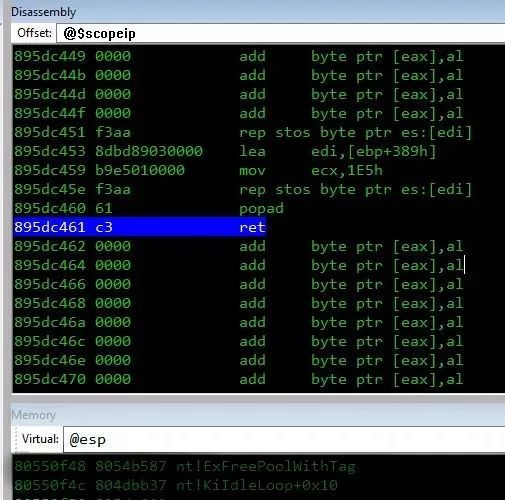 Disassembly
Offset: @$scopeip
895dc449 0000 add byte ptr [eax],al
895dc44b 0000 add byte ptr [eax],al
895dc44d 0000 add byte ptr [eax],al
895dc44f 0000 add byte ptr [eax],al
895dc451 f3aa rep stos byte ptr es:[edi]
895dc453 8dbd89030000 lea edi,[ebp+389h]
895dc459 b9e5010000 mov ecx,1E5h
895dc45e f3aa rep stos byte ptr es:[edi]
895dc460 61 popad
895dc461 c3 ret
895dc462 0000 add byte ptr [eax],al
895dc464 0000 add byte ptr [eax],al
895dc466 0000 add byte ptr [eax],al
895dc468 0000 add byte ptr [eax],al
895dc46a 0000 add byte ptr [eax],al
895dc46c 0000 add byte ptr [eax],al
895dc46e 0000 add byte ptr [eax],al
895dc470 0000 add byte ptr [eax],al
Memory
Virtual: @esp
80550f48 8054b587 nt!ExFreePoolWithTag
80550f4c 804dbb37 nt!KiIdleLoop+0x10